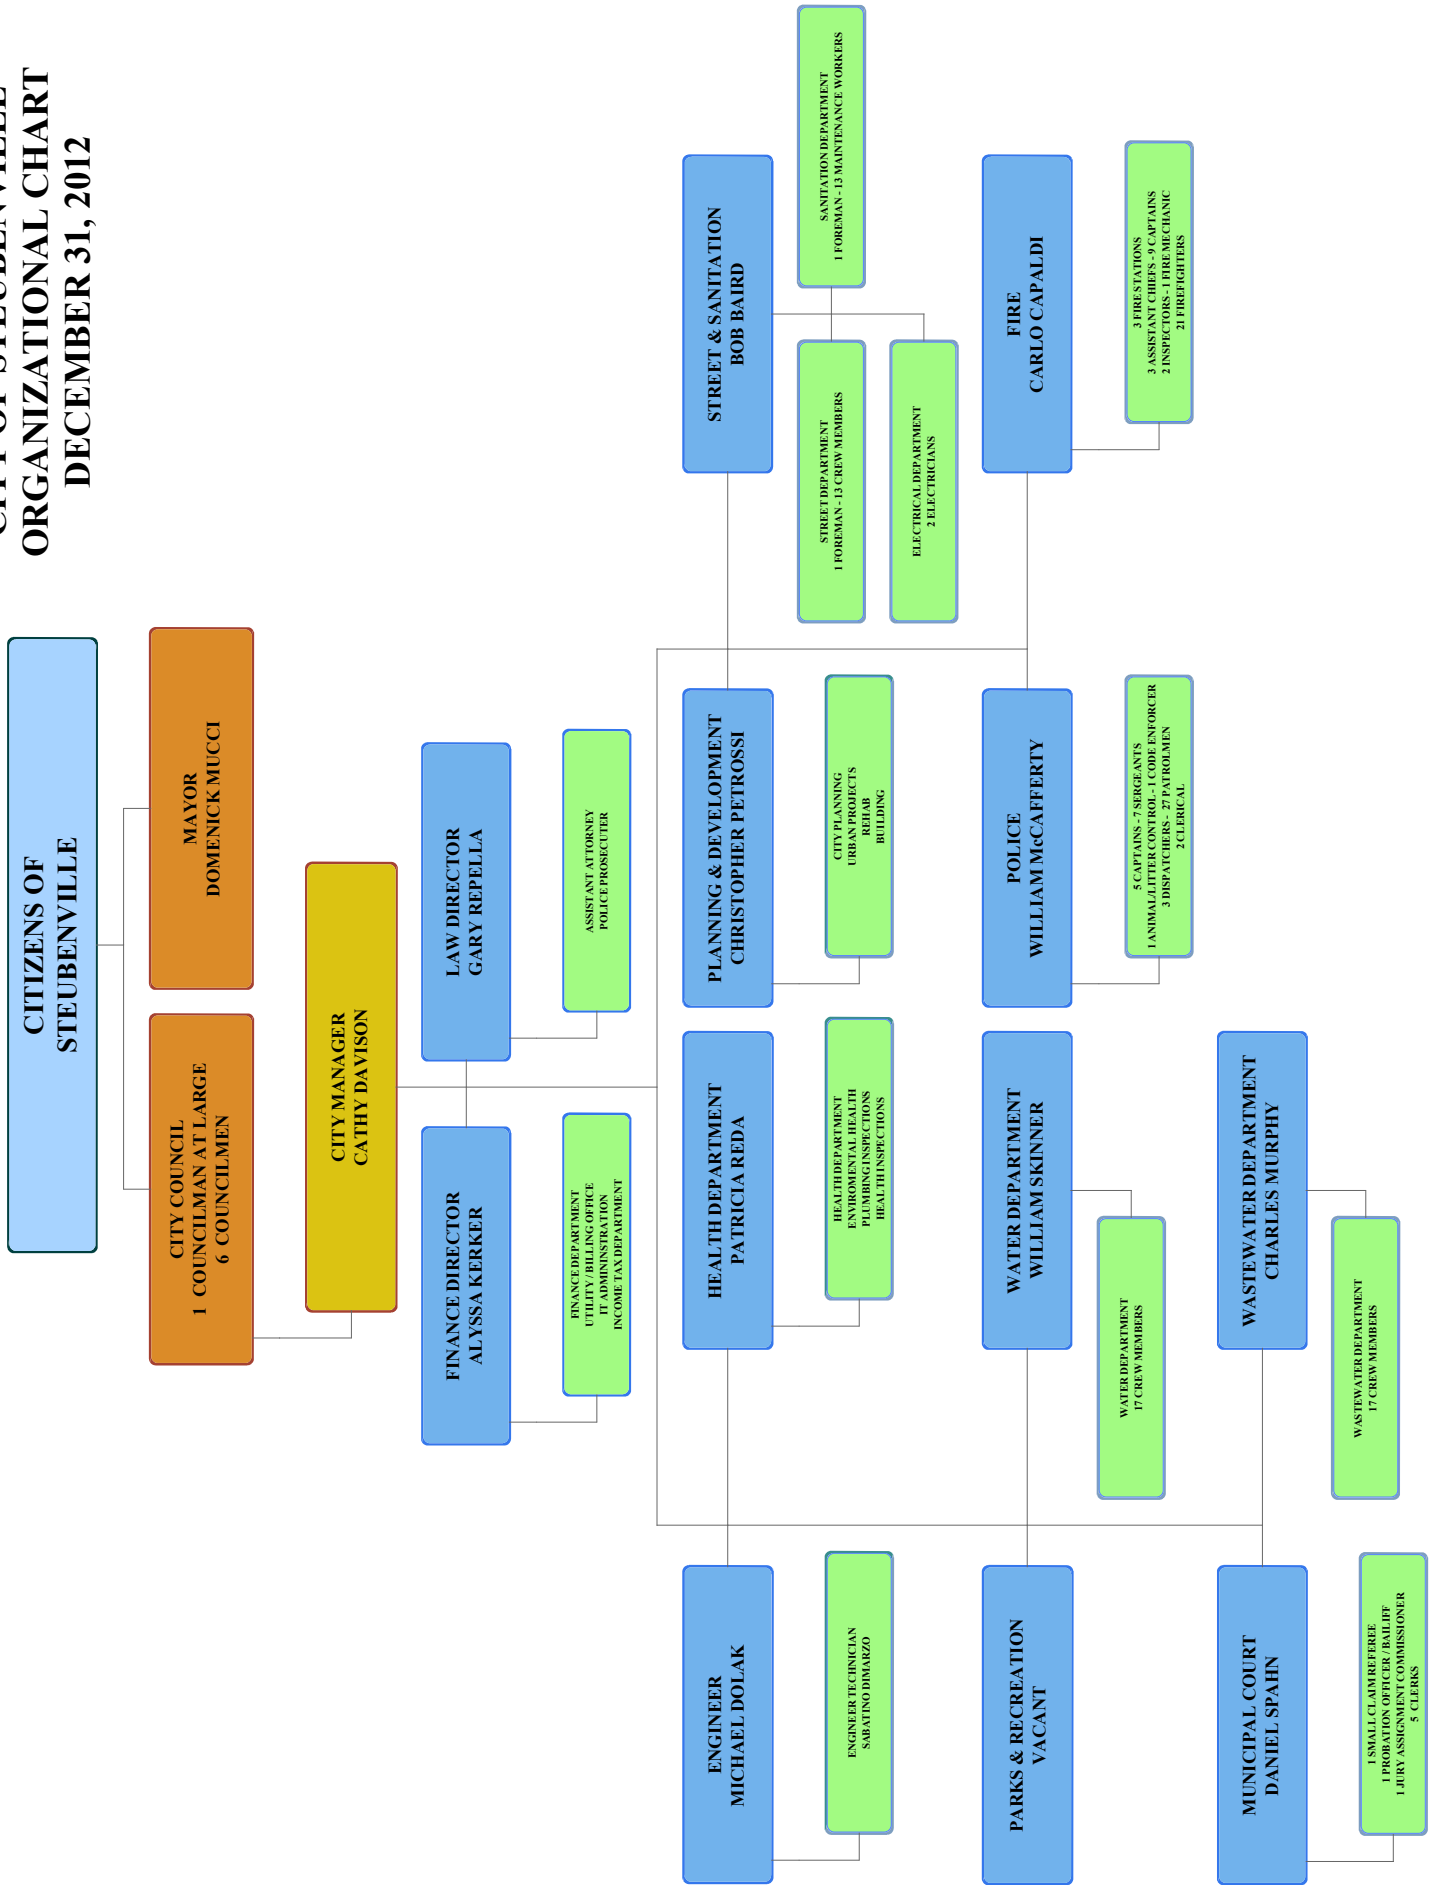 CITY OF STEUBENVILLE
ORGANIZATIONAL CHART
DECEMBER 31, 2012
CITIZENS OF
STEUBENVILLE
CITY COUNCIL
1 COUNCILMAN AT LARGE
6 COUNCILMEN
MAYOR
DOMENICK MUCCI
CITY MANAGER
CATHY DAVISON
FINANCE DIRECTOR
ALYSSA KERKER
LAW DIRECTOR
GARY REPELLA
FINANCE DEPARTMENT
UTILITY / BILLING OFFICE
IT ADMININSTRATION
INCOME TAX DEPARTMENT
ASSISTANT ATTORNEY
POLICE PROSECUTER
ENGINEER
MICHAEL DOLAK
HEALTH DEPARTMENT
PATRICIA REDA
PLANNING & DEVELOPMENT
CHRISTOPHER PETROSSI
STREET & SANITATION
BOB BAIRD
ENGINEER TECHNICIAN
SABATINO DIMARZO
HEALTH DEPARTMENT
ENVIROMENTAL HEALTH
PLUMBING INSPECTIONS
HEALTH INSPECTIONS
CITY PLANNING
URBAN PROJECTS
REHAB
BUILDING
STREET DEPARTMENT
1 FOREMAN - 13 CREW MEMBERS
SANITATION DEPARTMENT
1 FOREMAN - 13 MAINTENANCE WORKERS
ELECTRICAL DEPARTMENT
2 ELECTRICIANS
PARKS & RECREATION
VACANT
WATER DEPARTMENT
WILLIAM SKINNER
POLICE
WILLIAM McCAFFERTY
FIRE
CARLO CAPALDI
WATER DEPARTMENT
17 CREW MEMBERS
5 CAPTAINS - 7 SERGEANTS
1 ANIMAL/LITTER CONTROL - 1 CODE ENFORCER
3 DISPATCHERS - 27 PATROLMEN
2 CLERICAL
3 FIRE STATIONS
3 ASSISTANT CHIEFS - 9 CAPTAINS
2 INSPECTORS - 1 FIRE MECHANIC
21 FIREFIGHTERS
MUNICIPAL COURT
DANIEL SPAHN
WASTEWATER DEPARTMENT
CHARLES MURPHY
1 SMALL CLAIM REFEREE
1 PROBATION OFFICER / BAILIFF
1 JURY ASSIGNMENT COMMISSIONER
5 CLERKS
WASTEWATER DEPARTMENT
17 CREW MEMBERS